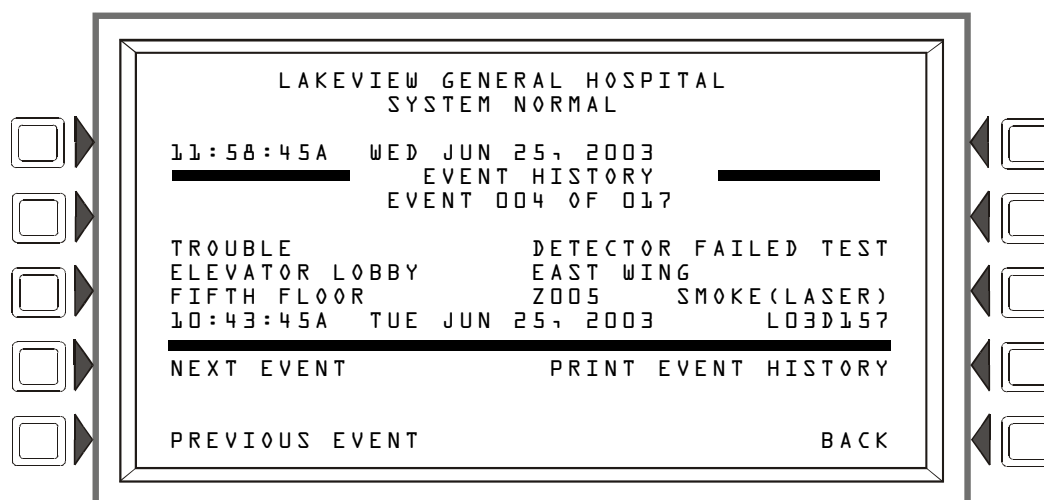 LAKEVIEW GENERAL HOSPITAL
SYSTEM NORMAL
11:58:45A WED JUN 25, 2003
EVENT HISTORY
EVENT 004 OF 017
TROUBLE DETECTOR FAILED TEST
ELEVATOR LOBBY EAST WING
FIFTH FLOOR Z005 SMOKE(LASER)
10:43:45A TUE JUN 25, 2003 L03D157
NEXT EVENT PRINT EVENT HISTORY
PREVIOUS EVENT BACK